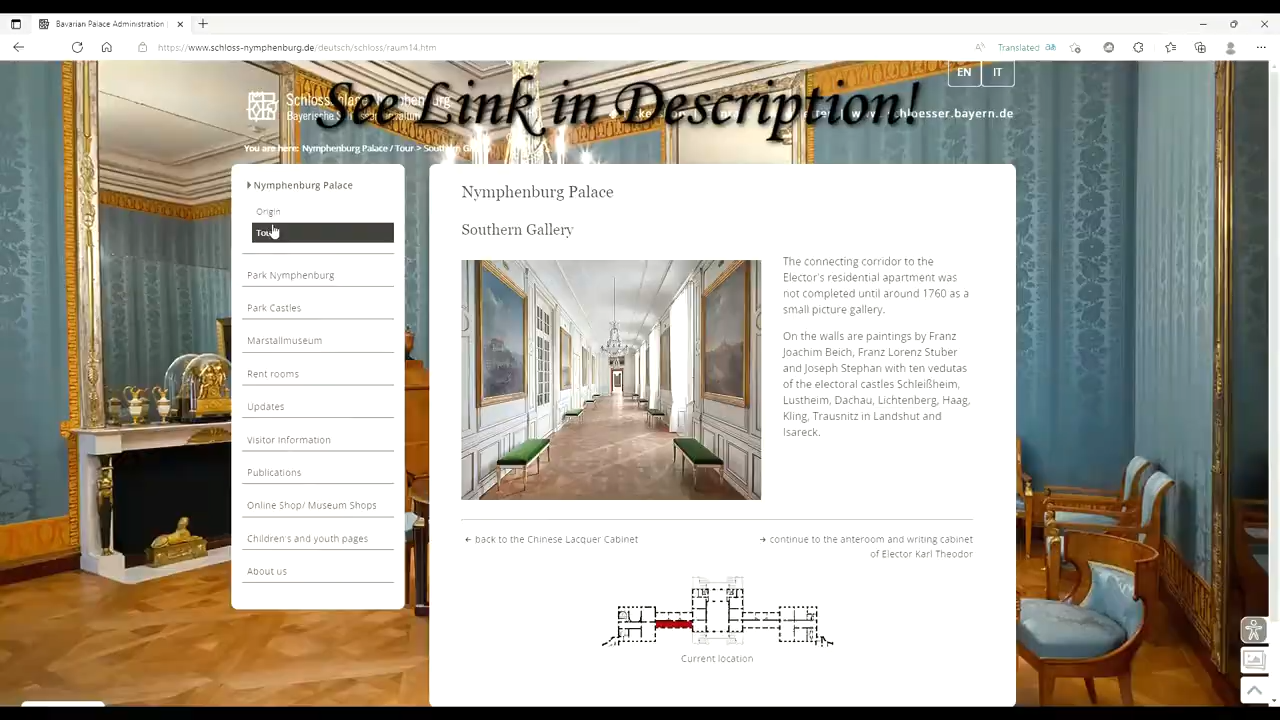 Bavarian Palace Administration
https://www.schloss-nymphenburg.de/deutsch/schloss/raum14.htm
Translated
EN
IT
See Link in Description!
schloesser.bayern.de
You are here: Nymphenburg Palace / Tour >
Nymphenburg Palace
Origin
Tour
Park Nymphenburg
Park Castles
Marstallmuseum
Rent rooms
Updates
Visitor Information
Publications
Online Shop/ Museum Shops
Children's and youth pages
About us
Nymphenburg Palace
Southern Gallery
The connecting corridor to the
Elector's residential apartment was
not completed until around 1760 as a
small picture gallery.
On the walls are paintings by Franz
Joachim Beich, Franz Lorenz Stuber
and Joseph Stephan with ten vedutas
of the electoral castles Schleißheim,
Lustheim, Dachau, Lichtenberg, Haag,
Kling, Trausnitz in Landshut and
Isareck.
back to the Chinese Lacquer Cabinet
continue to the anteroom and writing cabinet
of Elector Karl Theodor
Current location